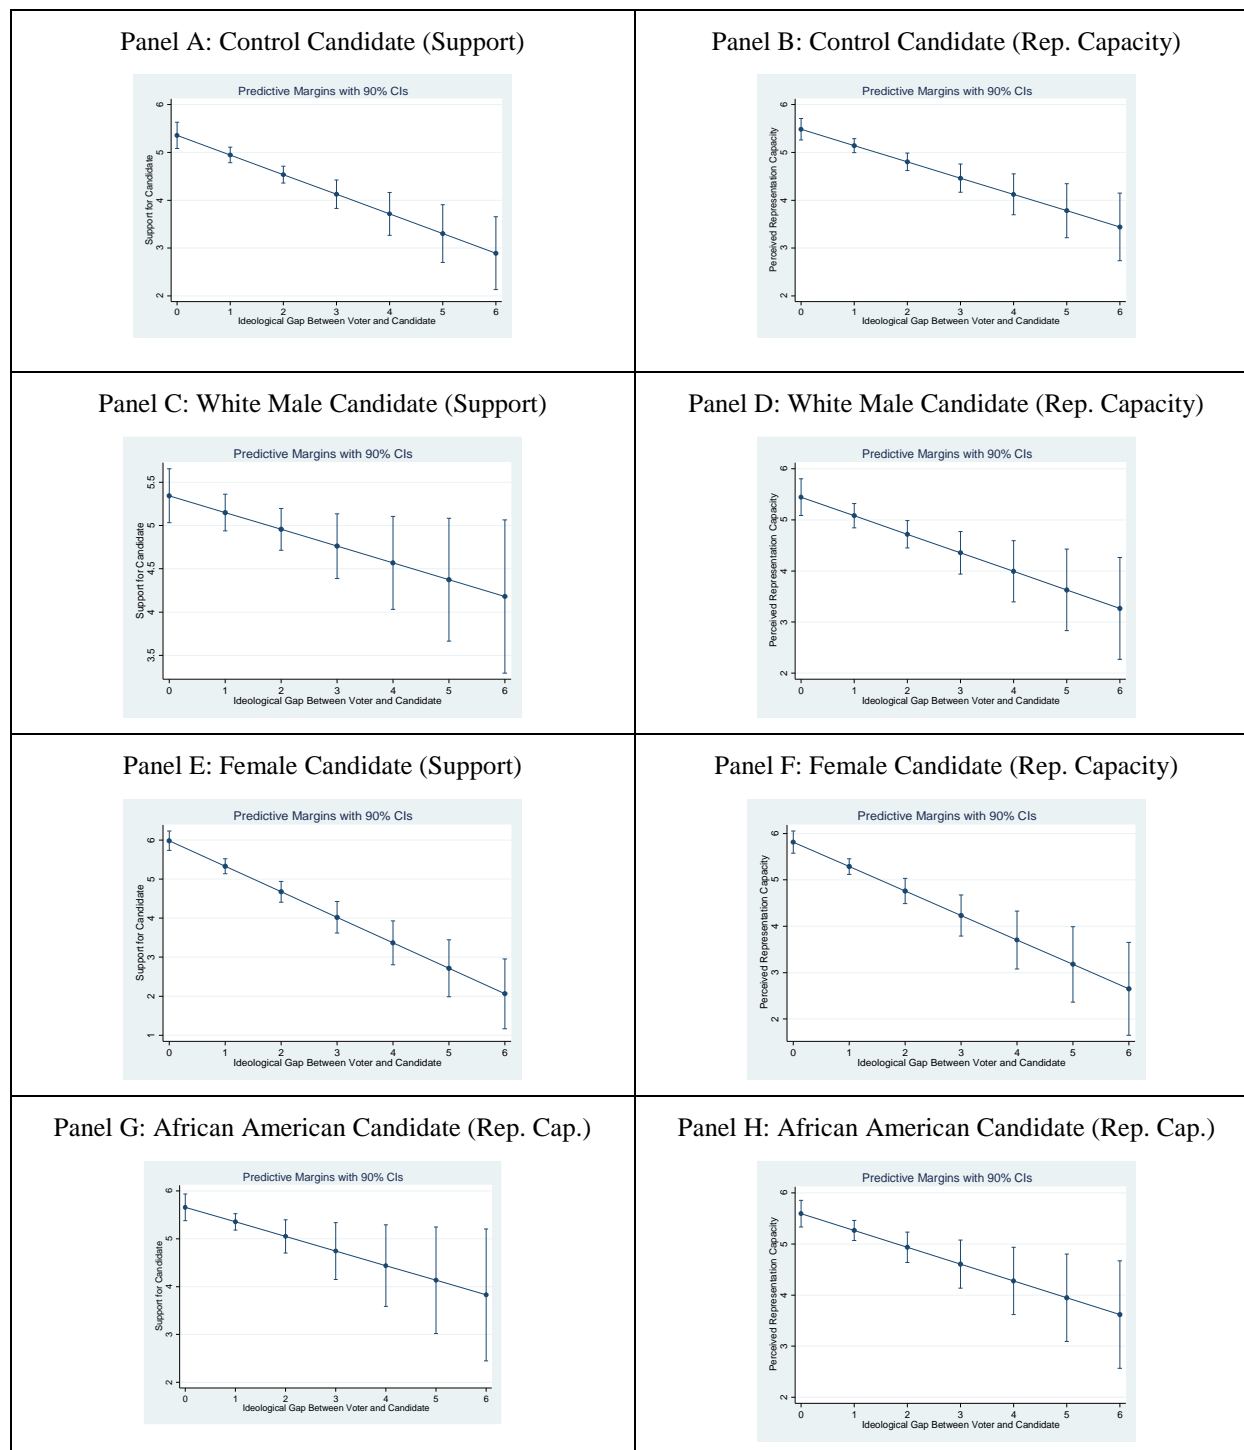 Panel A: Control Candidate (Support)
Predictive Margins with 90% CIs
Support for Candidate
6
5
4
3
2
0 1 2 3 4 5 6
Ideological Gap Between Voter and Candidate
Panel B: Control Candidate (Rep. Capacity)
Predictive Margins with 90% CIs
Perceived Representation Capacity
6
5
4
3
2
0 1 2 3 4 5 6
Ideological Gap Between Voter and Candidate
Panel C: White Male Candidate (Support)
Predictive Margins with 90% CIs
Support for Candidate
5.5
5
4.5
4
3.5
0 1 2 3 4 5 6
Ideological Gap Between Voter and Candidate
Panel D: White Male Candidate (Rep. Capacity)
Predictive Margins with 90% CIs
Perceived Representation Capacity
6
5
4
3
2
0 1 2 3 4 5 6
Ideological Gap Between Voter and Candidate
Panel E: Female Candidate (Support)
Predictive Margins with 90% CIs
Support for Candidate
6
5
4
3
2
1
0 1 2 3 4 5 6
Ideological Gap Between Voter and Candidate
Panel F: Female Candidate (Rep. Capacity)
Predictive Margins with 90% CIs
Perceived Representation Capacity
6
5
4
3
2
0 1 2 3 4 5 6
Ideological Gap Between Voter and Candidate
Panel G: African American Candidate (Rep. Cap.)
Predictive Margins with 90% CIs
Support for Candidate
6
5
4
3
2
0 1 2 3 4 5 6
Ideological Gap Between Voter and Candidate
Panel H: African American Candidate (Rep. Cap.)
Predictive Margins with 90% CIs
Perceived Representation Capacity
6
5
4
3
2
0 1 2 3 4 5 6
Ideological Gap Between Voter and Candidate